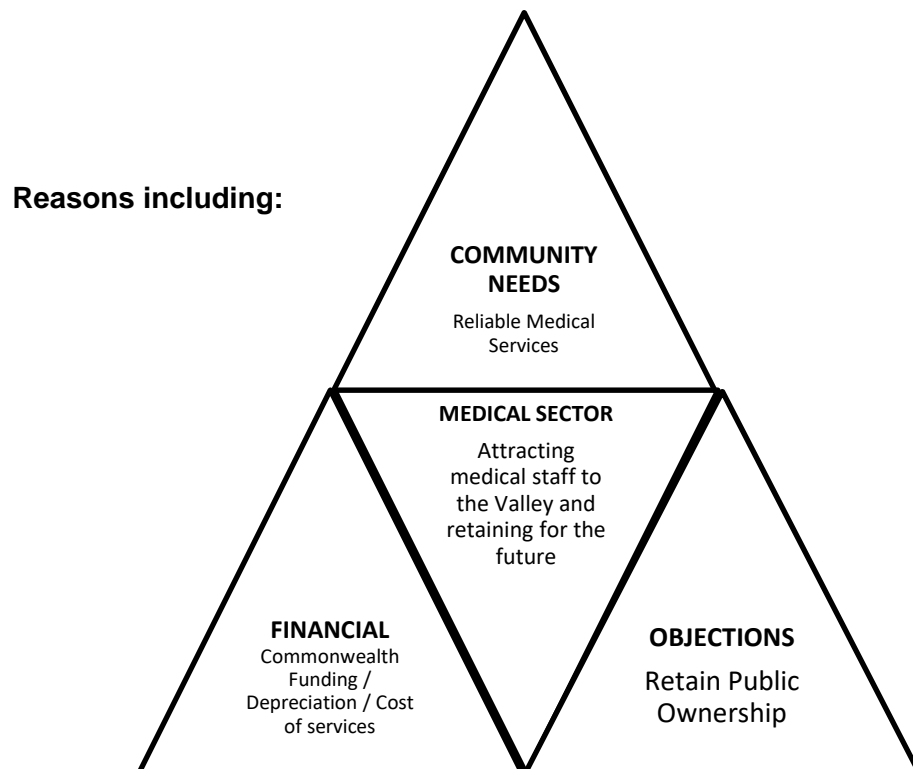 Reasons including:
COMMUNITY
NEEDS
Reliable Medical
Services
MEDICAL SECTOR
Attracting
medical staff to
the Valley and
retaining for the
future
FINANCIAL
Commonwealth
Funding /
Depreciation / Cost
of services
OBJECTIONS
Retain Public
Ownership